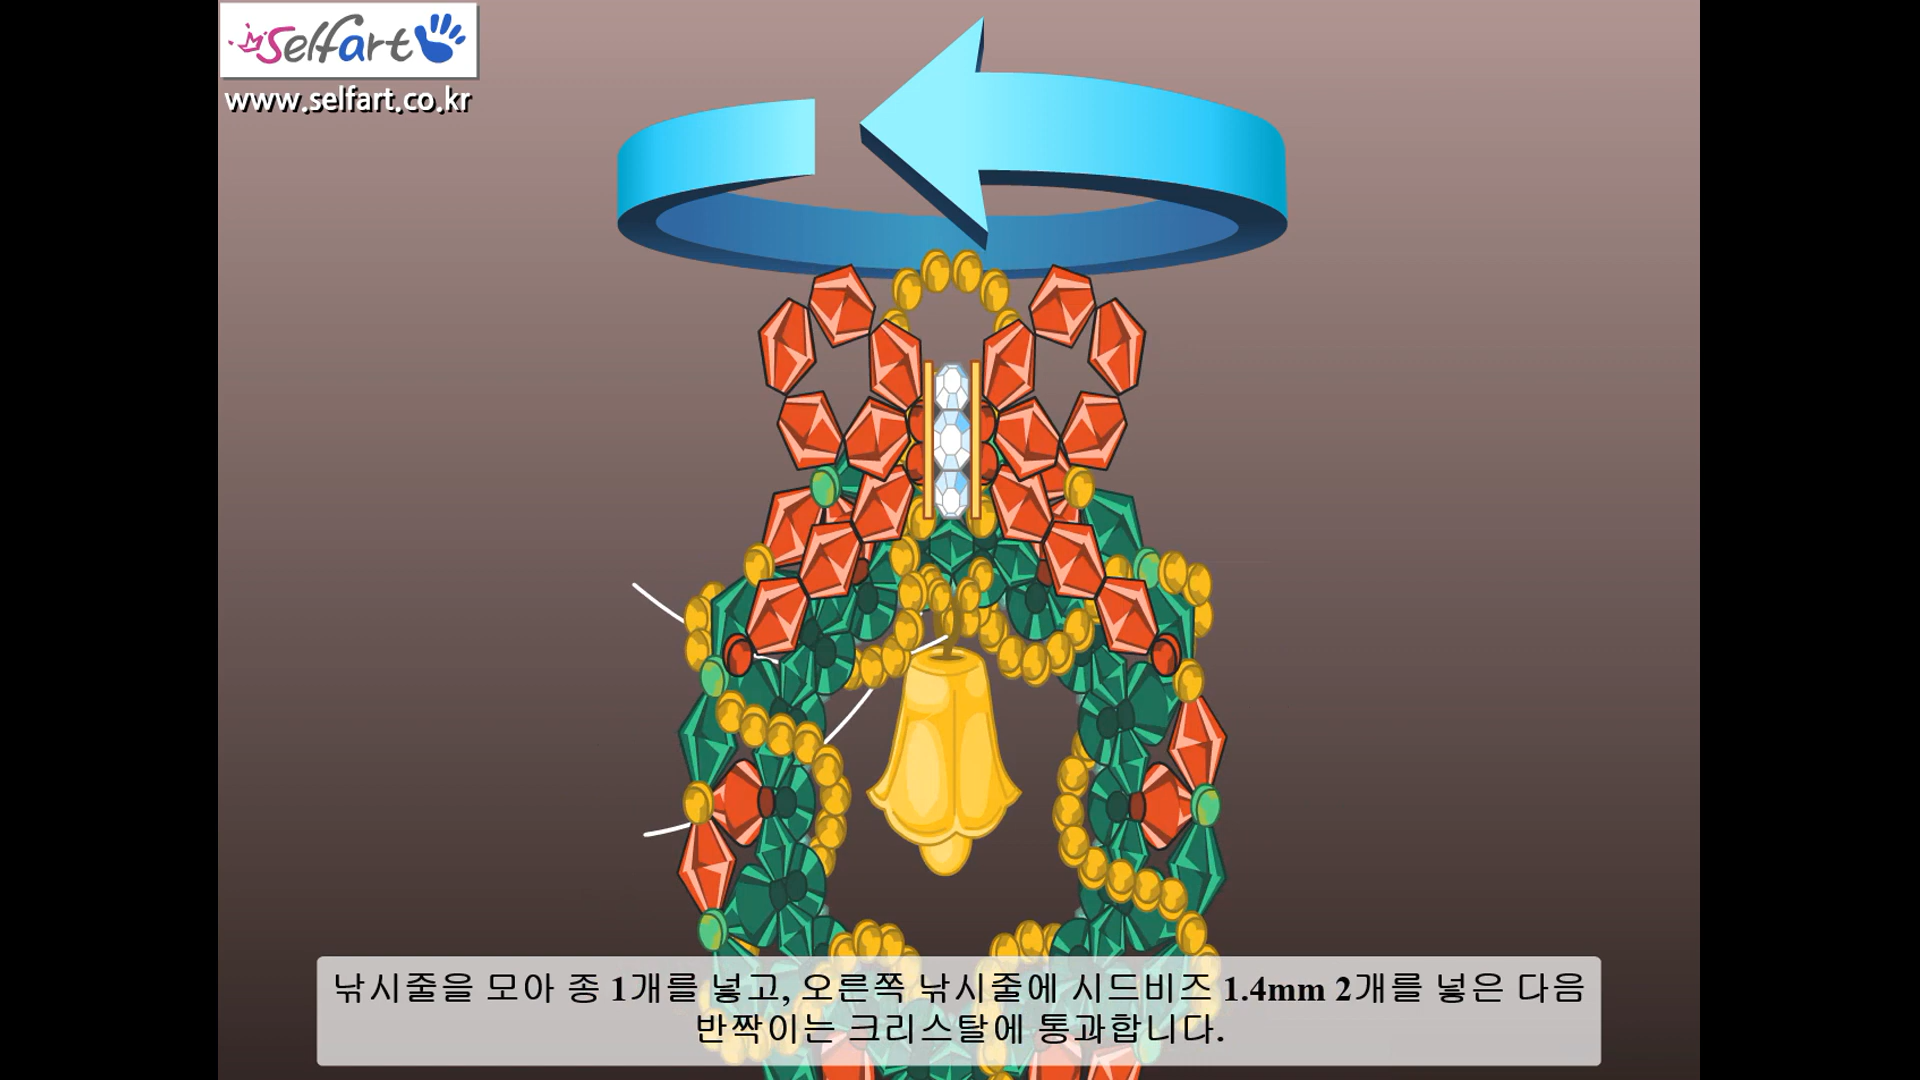 Selfart
www.selfart.co.kr
낚시줄을 모아 종 1개를 넣고, 오른쪽 낚시줄에 시드비즈 1.4mm 2개를 넣은 다음
반짝이는 크리스탈에 통과합니다.